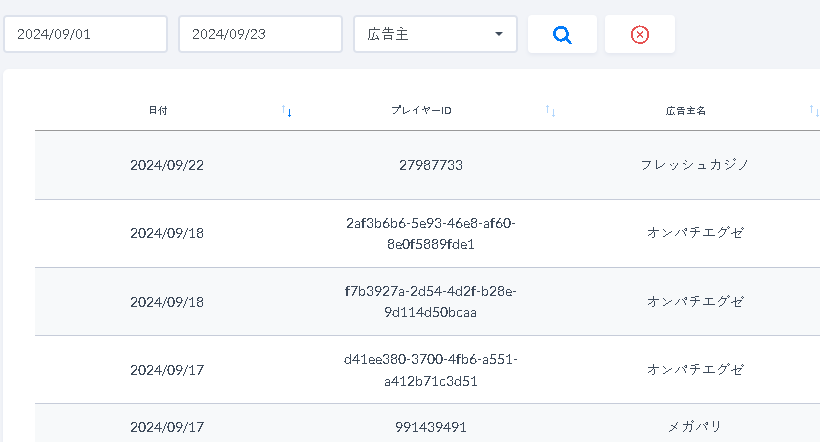 2024/09/01 2024/09/23 広告主
日付 プレイヤーID 広告主名
2024/09/22 27987733 フレッシュカジノ
2af3b6b6-5e93-46e8-af60-
2024/09/18 オンパチエグゼ
8e0f5889fde1
f7b3927a-2d54-4d2f-b28e-
2024/09/18 オンパチエグゼ
9d114d50bcaa
d41ee380-3700-4fb6-a551-
2024/09/17 オンパチエグゼ
a412b71c3d51
2024/09/17 991439491 メガパリ